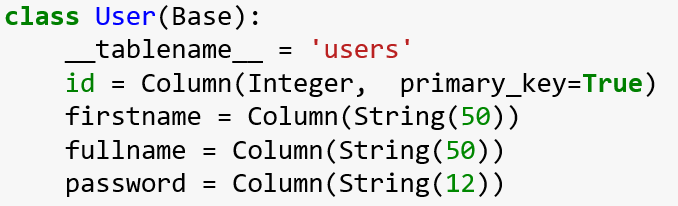 class User(Base):
    __tablename__ = 'users'
    id = Column(Integer,  primary_key=True)
    firstname = Column(String(50))
    fullname = Column(String(50))
    password = Column(String(12))